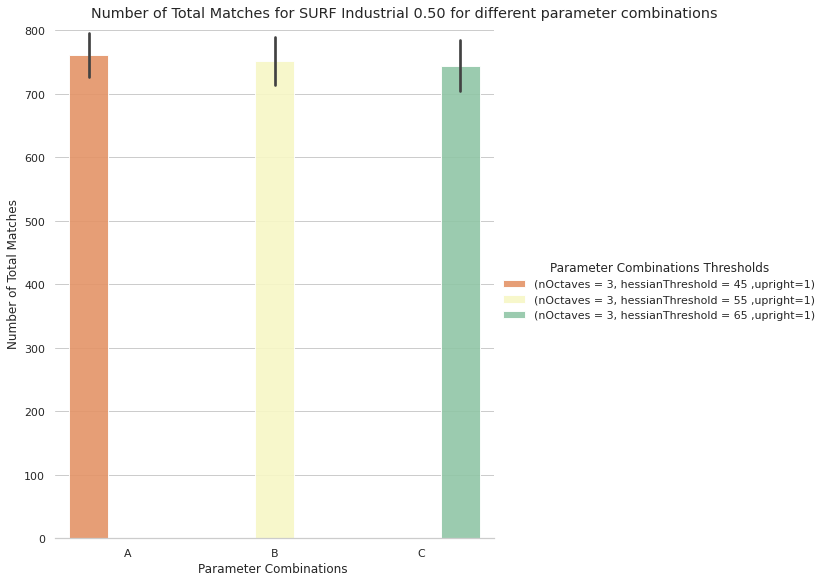 Number of Total Matches for SURF Industrial 0.50 for different parameter combinations
800
700
600
500
400
300
200
100
0
Number of Total Matches
A B C
Parameter Combinations
Parameter Combinations Thresholds
(nOctaves = 3, hessianThreshold = 45 ,upright=1)
(nOctaves = 3, hessianThreshold = 55 ,upright=1)
(nOctaves = 3, hessianThreshold = 65 ,upright=1)